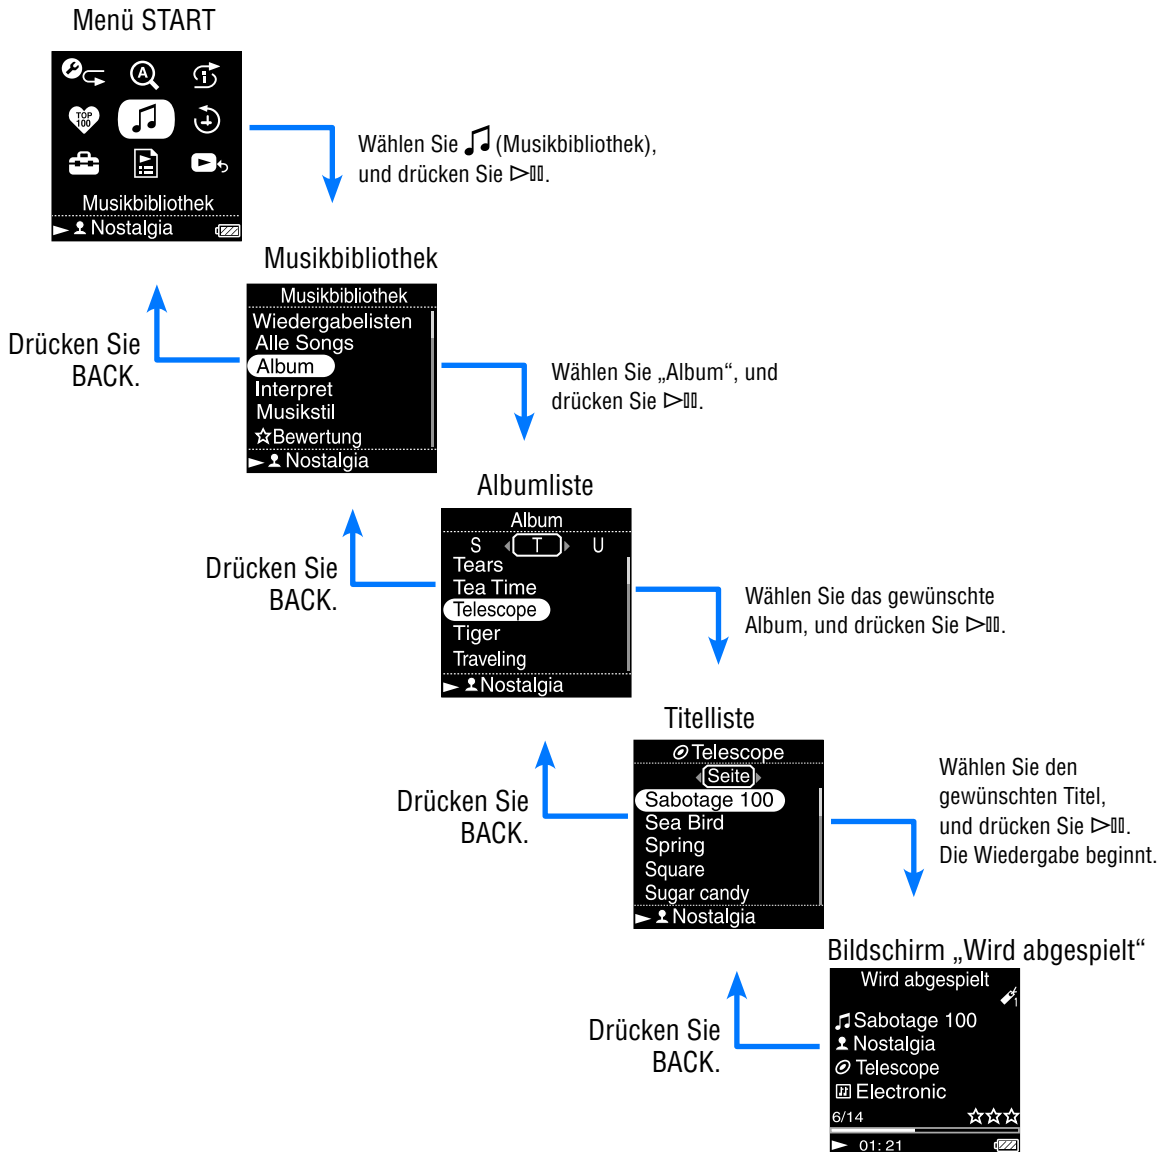 Menü START
A
i
TOP
100
Musikbibliothek
Nostalgia
Wählen Sie (Musikbibliothek),
und drücken Sie
Drücken Sie
BACK.
Musikbibliothek
Musikbibliothek
Wiedergabelisten
Alle Songs
Album
Interpret
Musikstil
Bewertung
Nostalgia
Wählen Sie „Album“, und
drücken Sie
Drücken Sie
BACK.
Albumliste
Album
S T U
Tears
Tea Time
Telescope
Tiger
Traveling
Nostalgia
Wählen Sie das gewünschte
Album, und drücken Sie
Drücken Sie
BACK.
Titelliste
Telescope
Seite
Sabotage 100
Sea Bird
Spring
Square
Sugar candy
Nostalgia
Wählen Sie den
gewünschten Titel,
und drücken Sie
Die Wiedergabe beginnt.
Drücken Sie
BACK.
Bildschirm „Wird abgespielt“
Wird abgespielt
1
Sabotage 100
Nostalgia
Telescope
Electronic
6/14
01:21